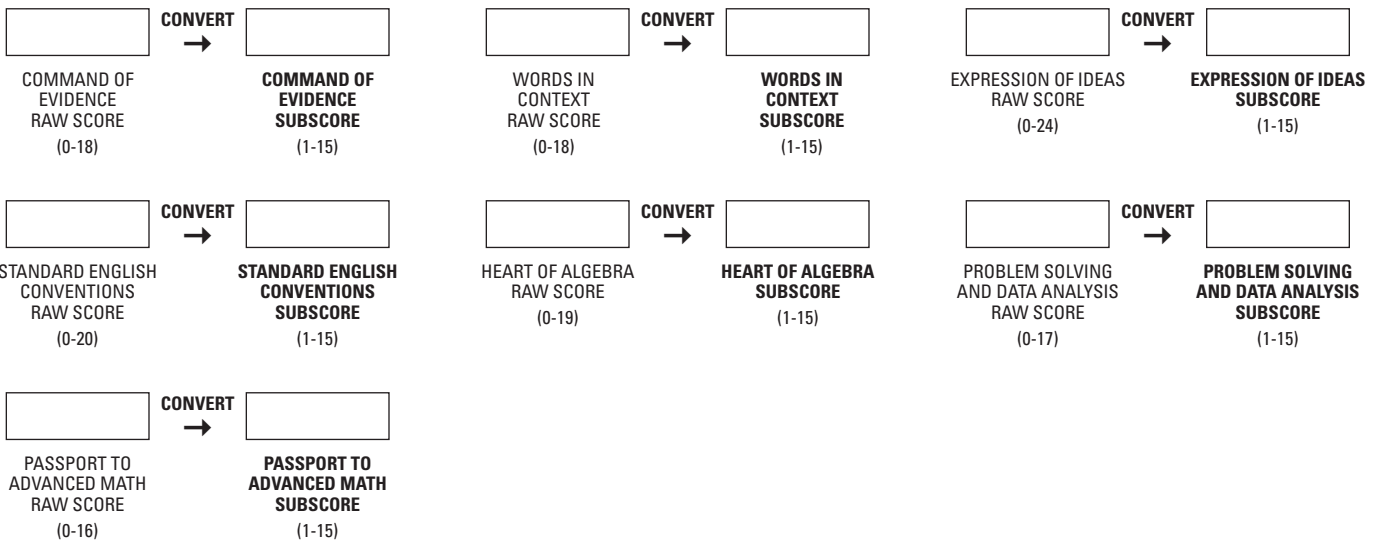 CONVERT
→
COMMAND OF
EVIDENCE
RAW SCORE
(0-18)
COMMAND OF
EVIDENCE
SUBSCORE
(1-15)
CONVERT
→
WORDS IN
CONTEXT
RAW SCORE
(0-18)
WORDS IN
CONTEXT
SUBSCORE
(1-15)
CONVERT
→
EXPRESSION OF IDEAS
RAW SCORE
(0-24)
EXPRESSION OF IDEAS
SUBSCORE
(1-15)
CONVERT
→
STANDARD ENGLISH
CONVENTIONS
RAW SCORE
(0-20)
STANDARD ENGLISH
CONVENTIONS
SUBSCORE
(1-15)
CONVERT
→
HEART OF ALGEBRA
RAW SCORE
(0-19)
HEART OF ALGEBRA
SUBSCORE
(1-15)
CONVERT
→
PROBLEM SOLVING
AND DATA ANALYSIS
RAW SCORE
(0-17)
PROBLEM SOLVING
AND DATA ANALYSIS
SUBSCORE
(1-15)
CONVERT
→
PASSPORT TO
ADVANCED MATH
RAW SCORE
(0-16)
PASSPORT TO
ADVANCED MATH
SUBSCORE
(1-15)